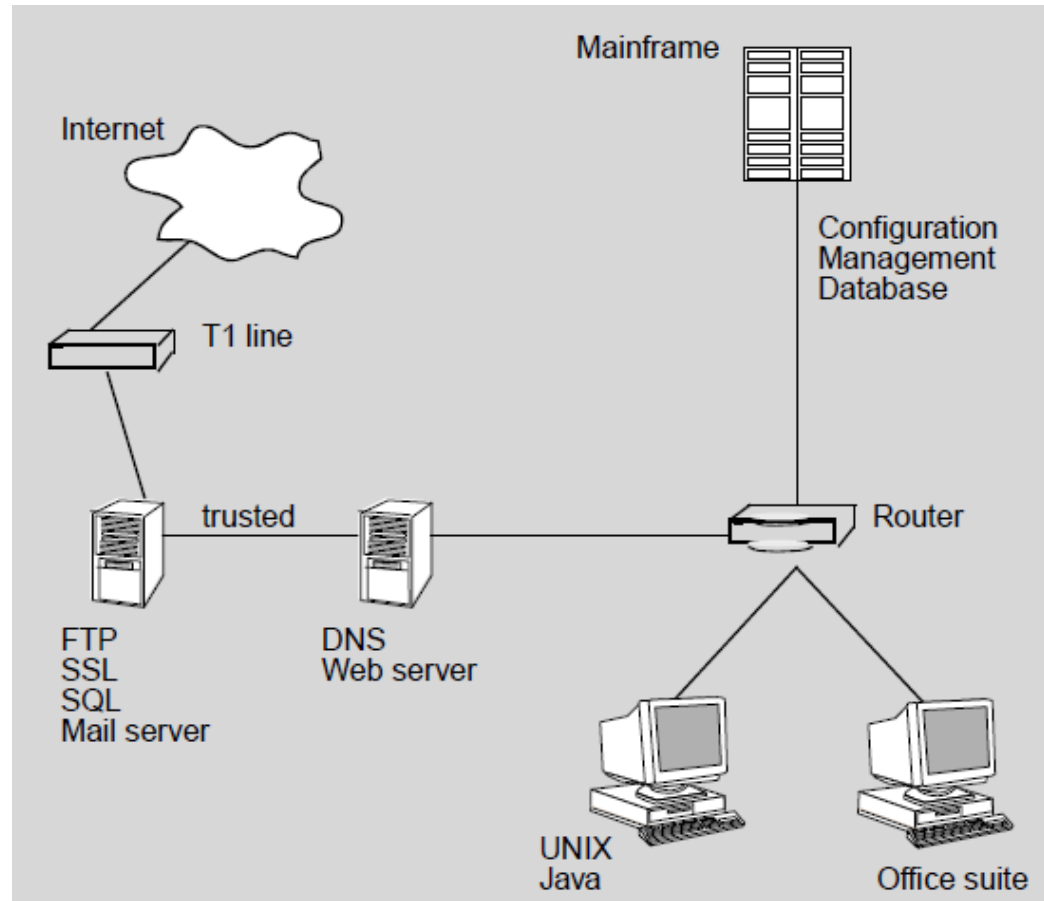 Mainframe
Internet
Configuration
Management
Database
T1 line
trusted
Router
FTP
SSL
SQL
Mail server
DNS
Web server
UNIX
Java
Office suite